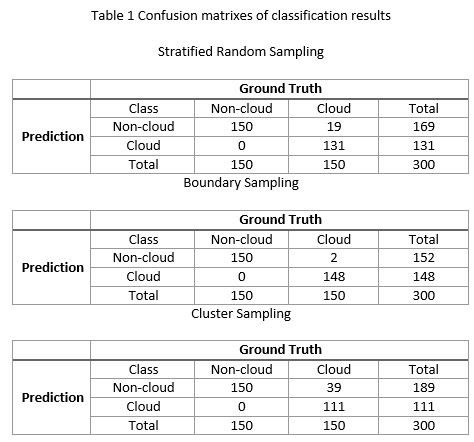 Table 1 Confusion matrixes of classification results
Stratified Random Sampling
Ground Truth
Class Non-cloud Cloud Total
Prediction Non-cloud 150 19 169
Cloud 0 131 131
Total 150 150 300
Boundary Sampling
Ground Truth
Class Non-cloud Cloud Total
Prediction Non-cloud 150 2 152
Cloud 0 148 148
Total 150 150 300
Cluster Sampling
Ground Truth
Class Non-cloud Cloud Total
Prediction Non-cloud 150 39 189
Cloud 0 111 111
Total 150 150 300